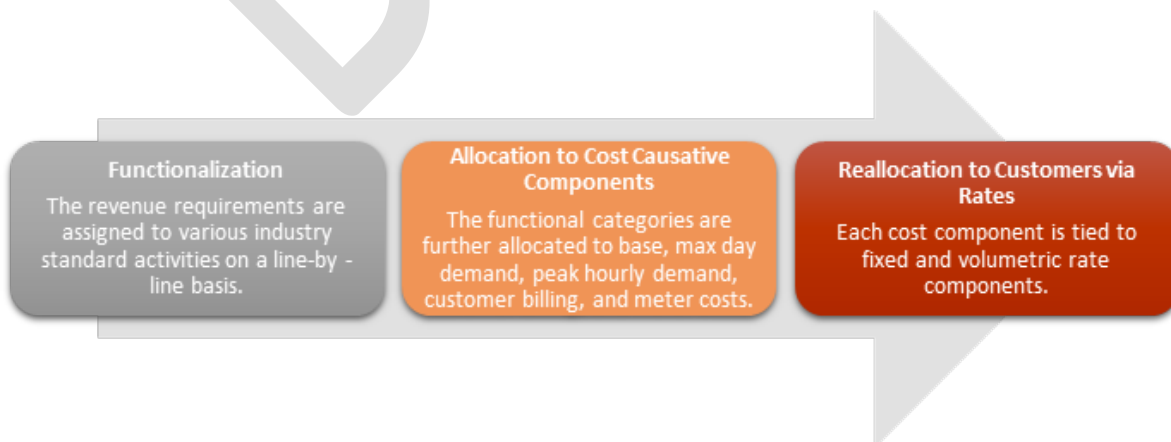 Functionalization
The revenue requirements are
assigned to various industry
standard activities on a line-by -
line basis.
Allocation to Cost Causative
Components
The functional categories are
further allocated to base, max day
demand, peak hourly demand,
customer billing, and meter costs.
Reallocation to Customers via
Rates
Each cost component is tied to
fixed and volumetric rate
components.